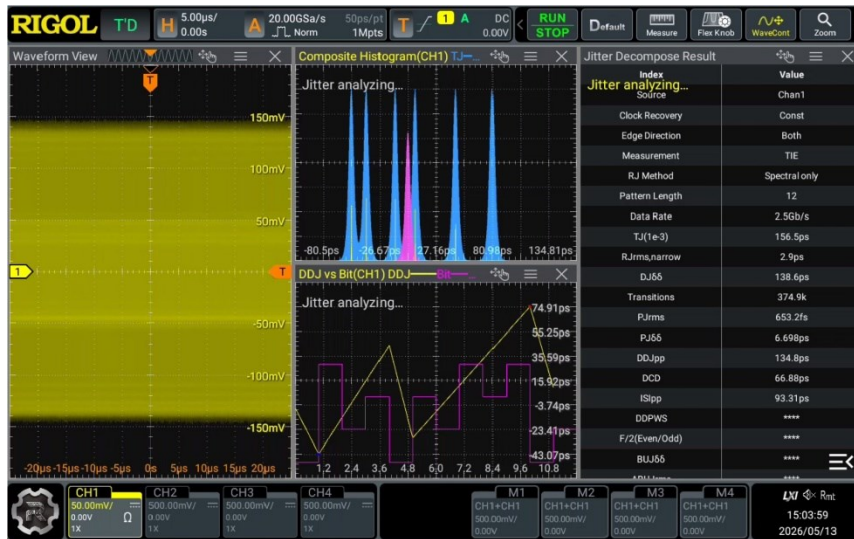 RIGOL T'D H 5.00µs/ 0.00s A 20.00GSa/s Norm 50ps/pt 1Mpts T 1 A DC 0.00V < RUN STOP Default Measure Flex Knob WaveCont Zoom
Waveform View
T
150mV
100mV
50mV
1 T
-50mV
-100mV
-150mV
-20µs -15µs -10µs -5µs 0s 5µs 10µs 15µs 20µs
Composite Histogram(CH1) TJ
Jitter analyzing...
-80.5ps -26.67ps 27.16ps 80.98ps 134.81ps
DDJ vs Bit(CH1) DDJ Bit
Jitter analyzing...
74.91ps
55.25ps
35.59ps
15.92ps
-3.74ps
-23.41ps
-43.07ps
1.2 2.4 3.6 4.8 6.0 7.2 8.4 9.6 10.8
Jitter Decompose Result
Index Value
Jitter analyzing...
Source Chan1
Clock Recovery Const
Edge Direction Both
Measurement TIE
RJ Method Spectral only
Pattern Length 12
Data Rate 2.5Gb/s
TJ(1e-3) 156.5ps
RJrms,narrow 2.9ps
DJδδ 138.6ps
Transitions 374.9k
PJrms 653.2fs
PJδδ 6.698ps
DDJpp 134.8ps
DCD 66.88ps
ISIpp 93.31ps
DDPWS ****
F/2(Even/Odd) ****
BUJδδ ****
CH1 CH2 CH3 CH4 M1 M2 M3 M4 LXI Rmt
50.00mV/ 500.00mV/ 500.00mV/ 500.00mV/ CH1+CH1 CH1+CH1 CH1+CH1 CH1+CH1
0.00V Ω 0.00V 0.00V 0.00V 500.00mV/ 500.00mV/ 500.00mV/ 500.00mV/ 15:03:59
1X 1X 1X 1X 0.00V 0.00V 0.00V 0.00V 2026/05/13